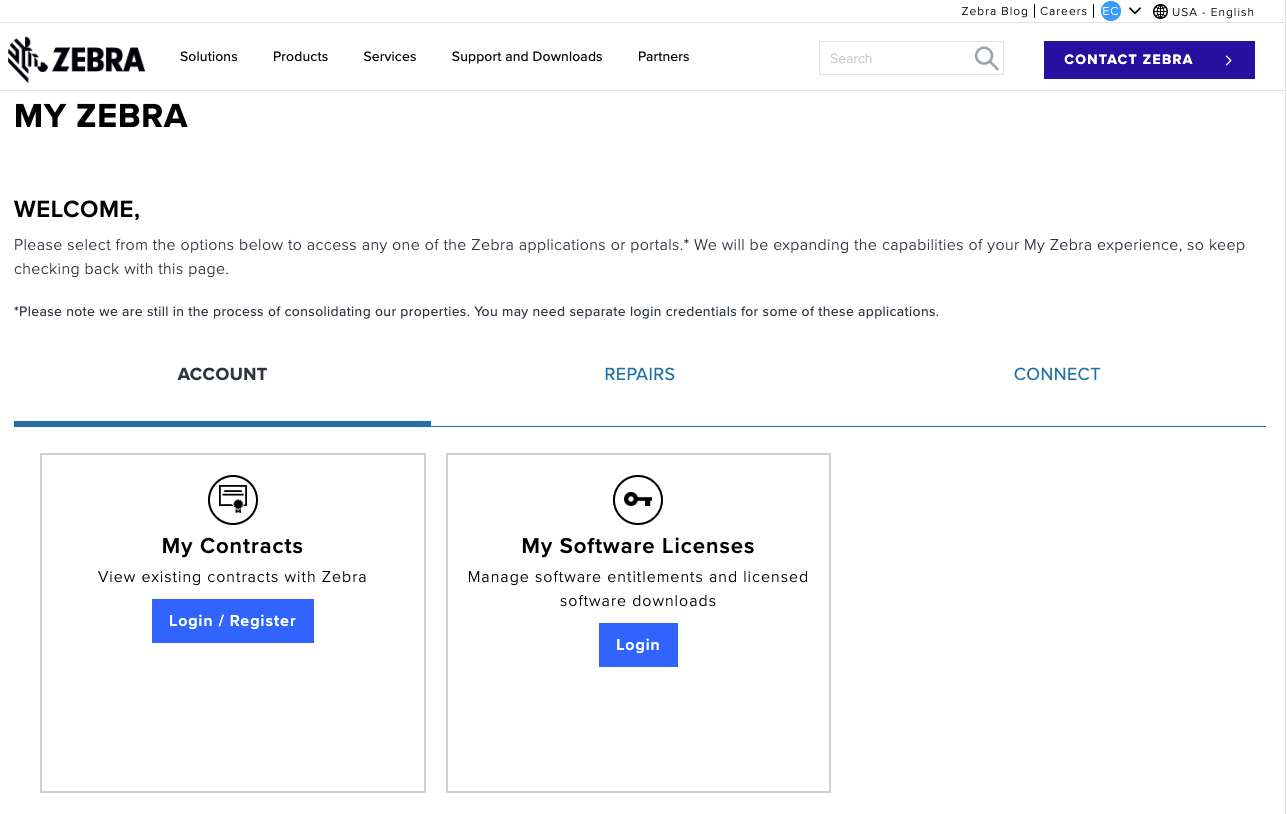 Zebra Blog | Careers | EC USA - English
ZEBRA Solutions Products Services Support and Downloads Partners Search CONTACT ZEBRA
MY ZEBRA
WELCOME,
Please select from the options below to access any one of the Zebra applications or portals.* We will be expanding the capabilities of your My Zebra experience, so keep
checking back with this page.
*Please note we are still in the process of consolidating our properties. You may need separate login credentials for some of these applications.
ACCOUNT REPAIRS CONNECT
My Contracts
View existing contracts with Zebra
Login / Register
My Software Licenses
Manage software entitlements and licensed
software downloads
Login